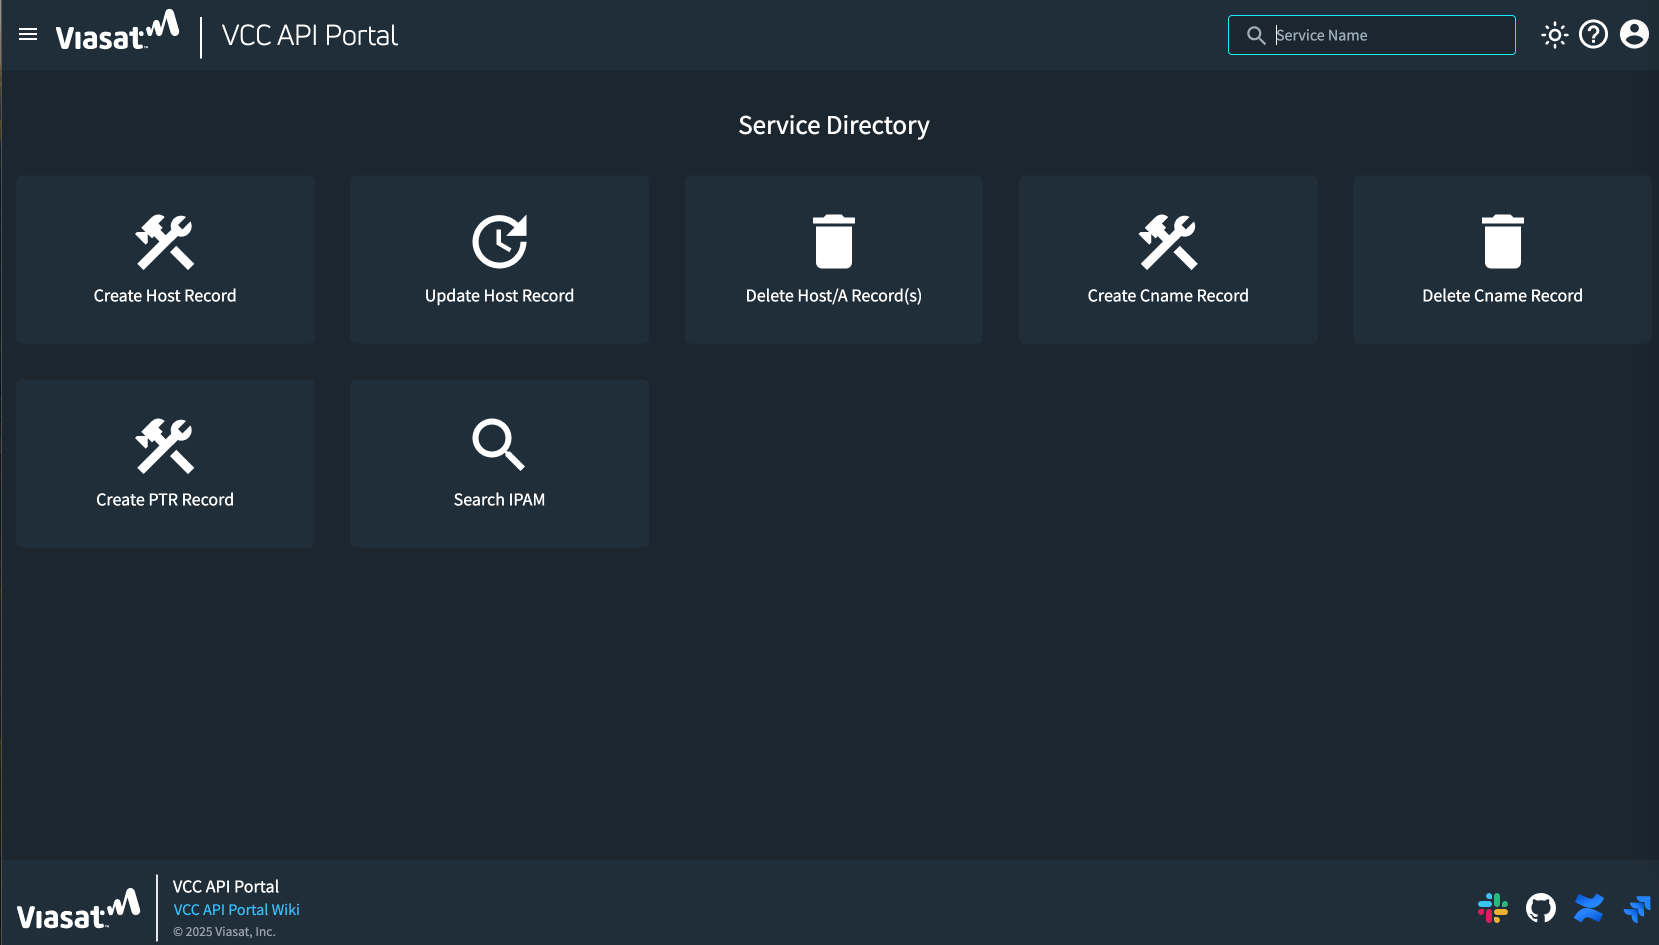 Viasat
VCC API Portal
Service Name
Service Directory
Create Host Record
Update Host Record
Delete Host/A Record(s)
Create Cname Record
Delete Cname Record
Create PTR Record
Search IPAM
Viasat
VCC API Portal
VCC API Portal Wiki
© 2025 Viasat, Inc.